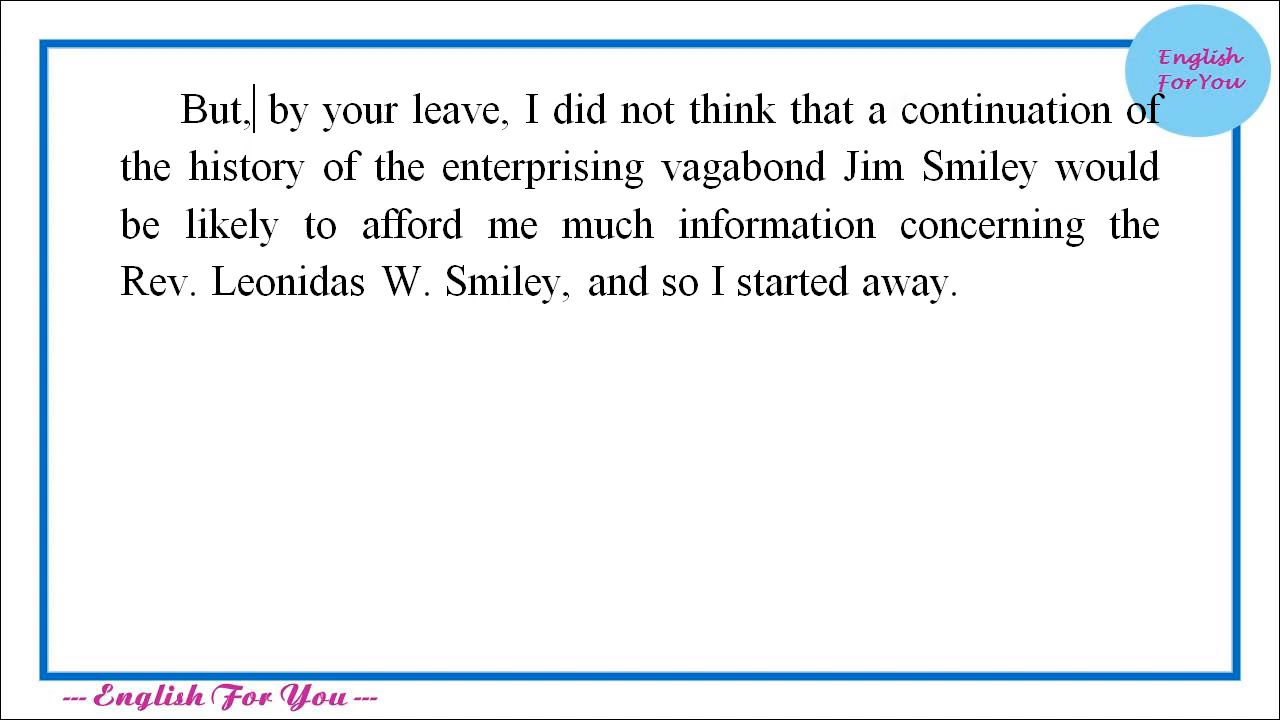 English
ForYou
But, by your leave, I did not think that a continuation of
the history of the enterprising vagabond Jim Smiley would
be likely to afford me much information concerning the
Rev. Leonidas W. Smiley, and so I started away.
--- English For You ---